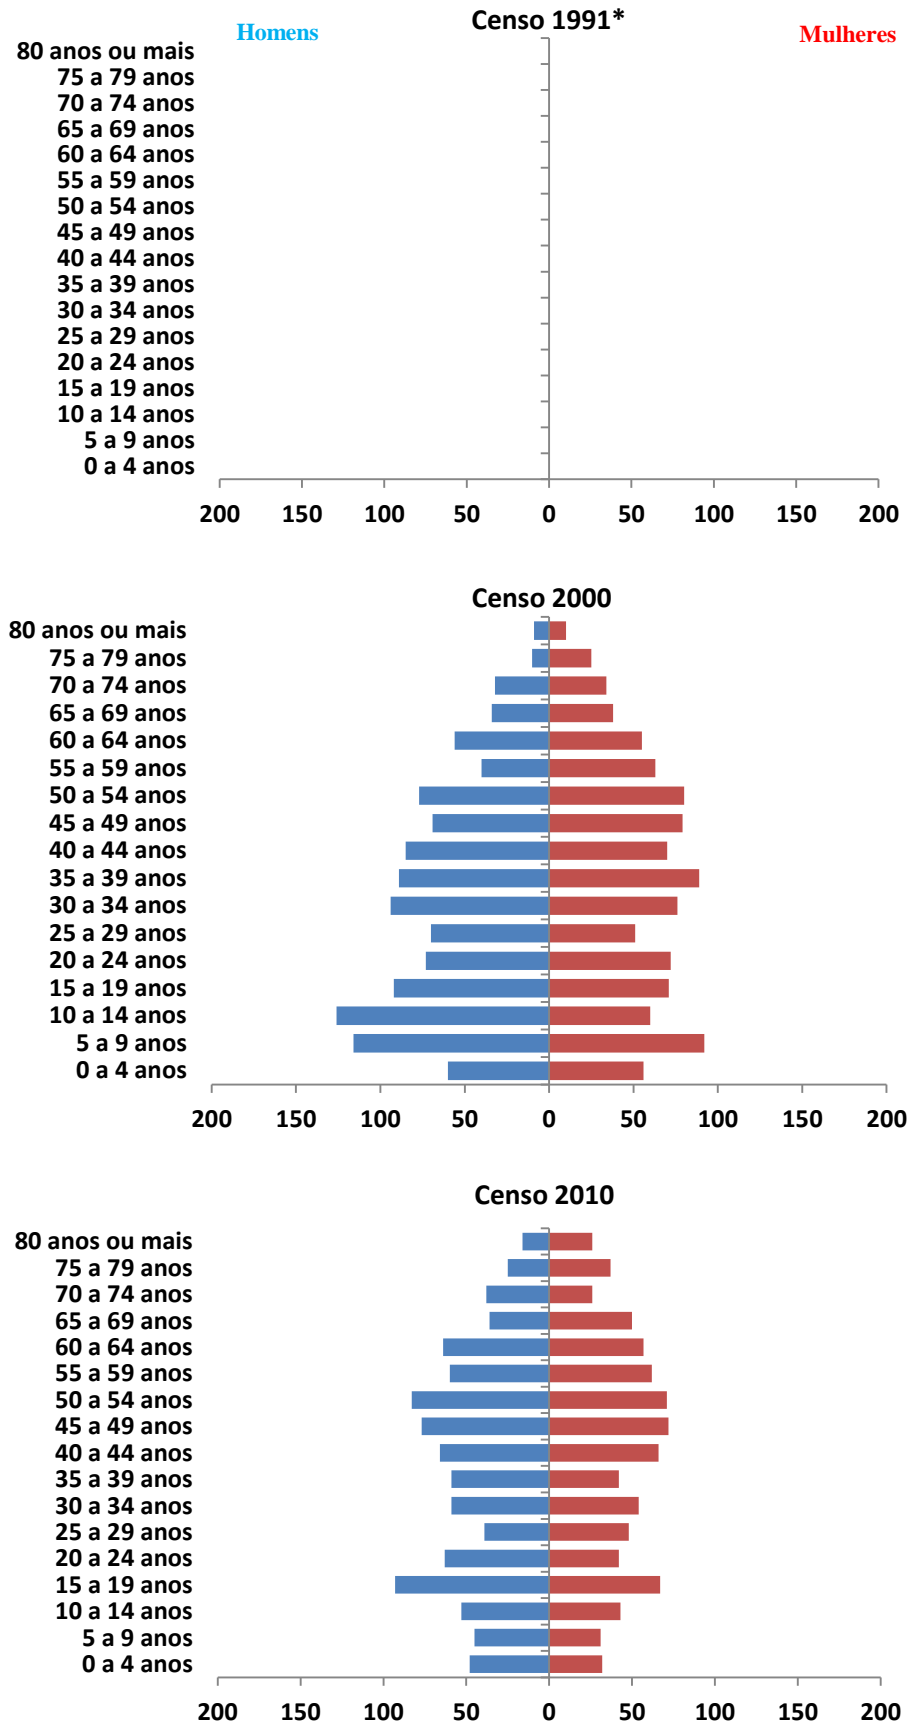 Censo 1991*
Homens
Mulheres
80 anos ou mais
75 a 79 anos
70 a 74 anos
65 a 69 anos
60 a 64 anos
55 a 59 anos
50 a 54 anos
45 a 49 anos
40 a 44 anos
35 a 39 anos
30 a 34 anos
25 a 29 anos
20 a 24 anos
15 a 19 anos
10 a 14 anos
5 a 9 anos
0 a 4 anos
200 150 100 50 0 50 100 150 200
Censo 2000
80 anos ou mais
75 a 79 anos
70 a 74 anos
65 a 69 anos
60 a 64 anos
55 a 59 anos
50 a 54 anos
45 a 49 anos
40 a 44 anos
35 a 39 anos
30 a 34 anos
25 a 29 anos
20 a 24 anos
15 a 19 anos
10 a 14 anos
5 a 9 anos
0 a 4 anos
200 150 100 50 0 50 100 150 200
Censo 2010
80 anos ou mais
75 a 79 anos
70 a 74 anos
65 a 69 anos
60 a 64 anos
55 a 59 anos
50 a 54 anos
45 a 49 anos
40 a 44 anos
35 a 39 anos
30 a 34 anos
25 a 29 anos
20 a 24 anos
15 a 19 anos
10 a 14 anos
5 a 9 anos
0 a 4 anos
200 150 100 50 0 50 100 150 200